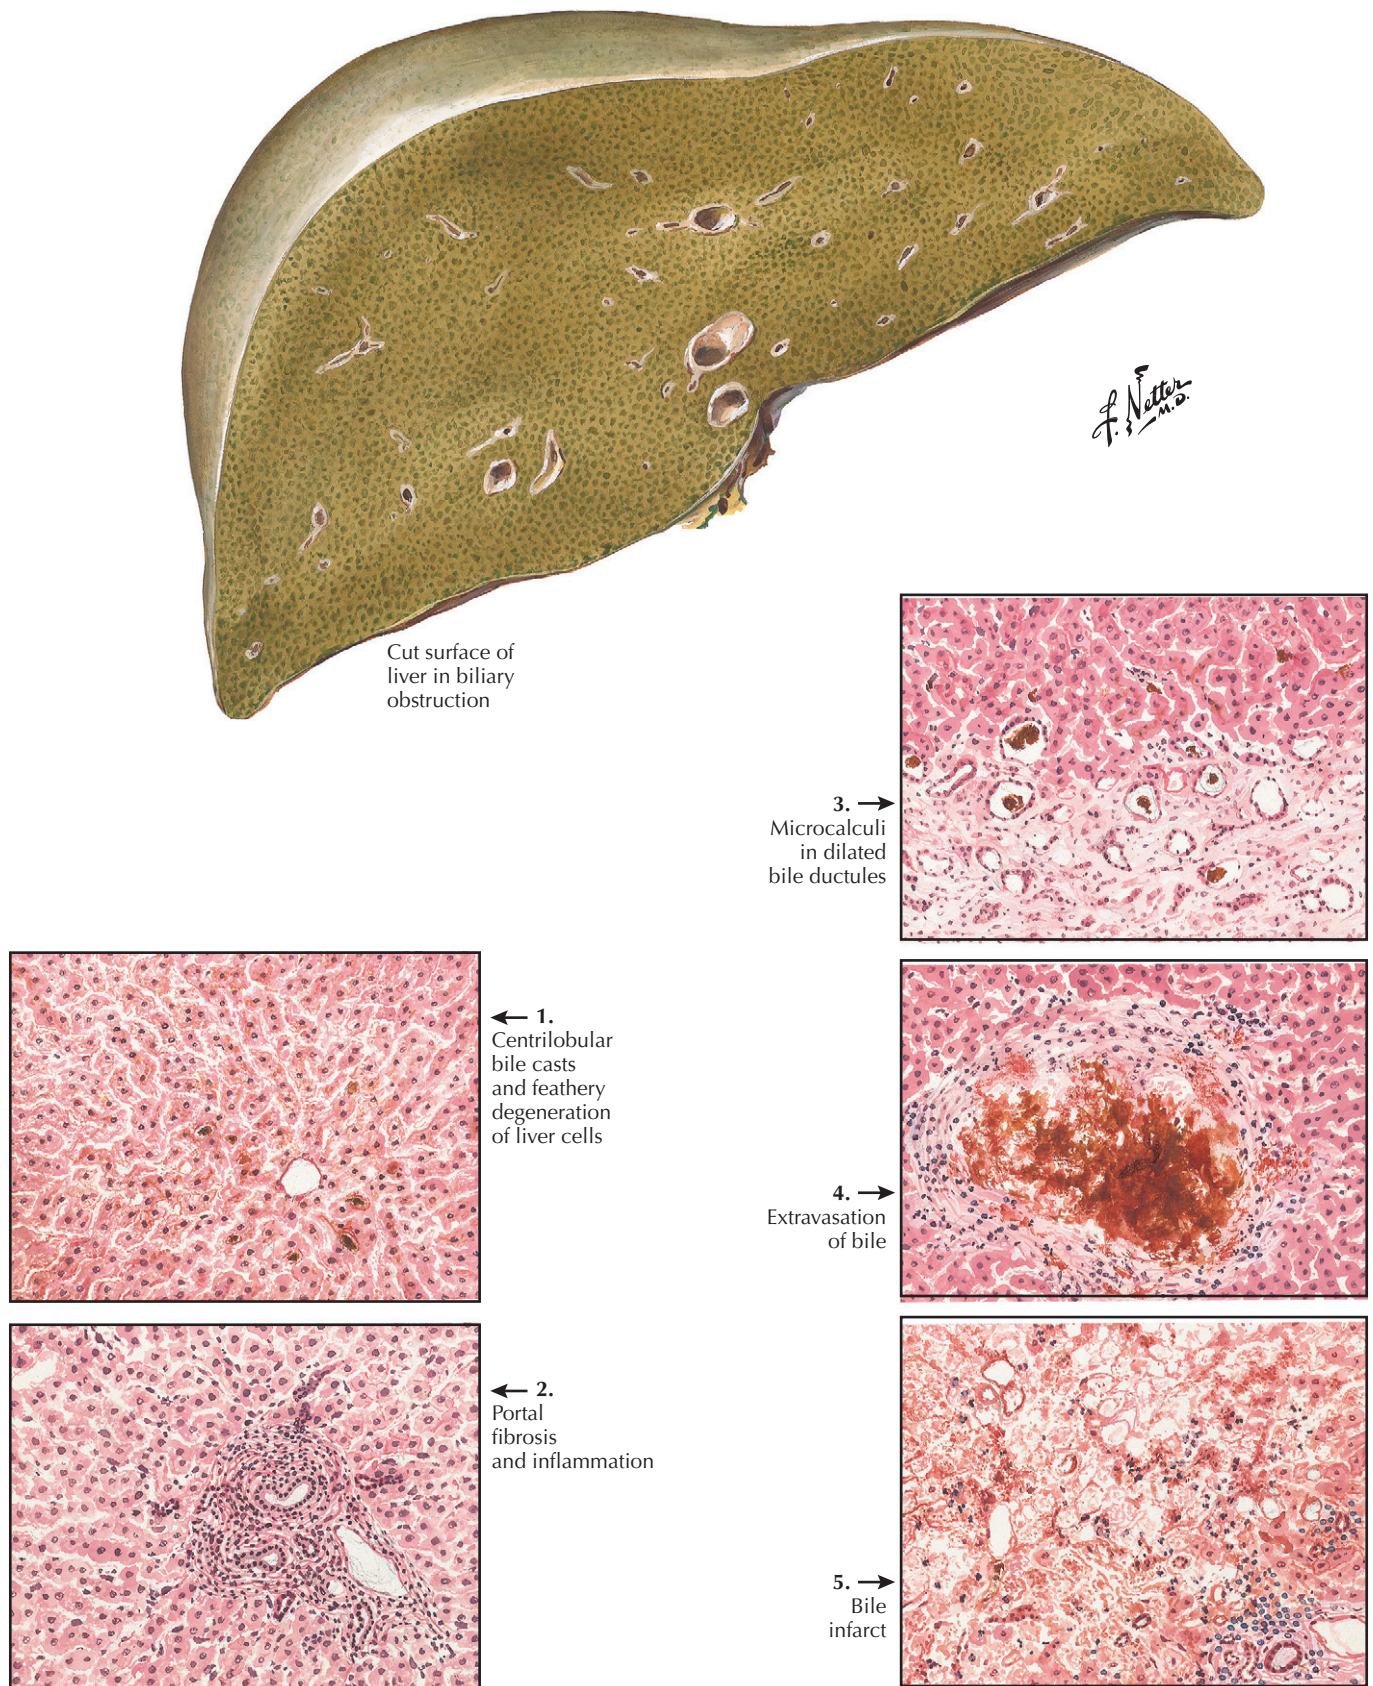 F. Netter
M.D.
Cut surface of
liver in biliary
obstruction
3.
Microcalculi
in dilated
bile ductules
1.
Centrilobular
bile casts
and feathery
degeneration
of liver cells
4.
Extravasation
of bile
2.
Portal
fibrosis
and inflammation
5.
Bile
infarct